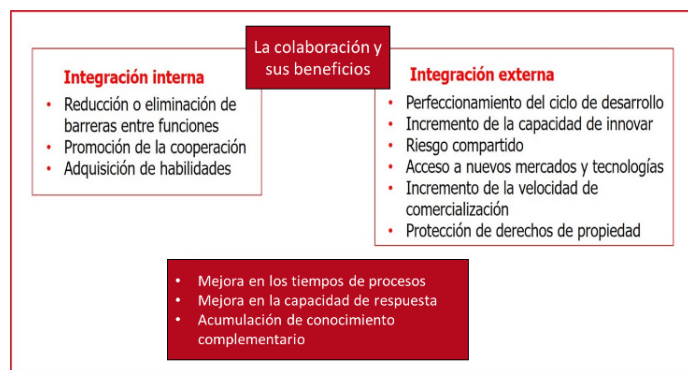 La colaboración y
sus beneficios
Integración interna
• Reducción o eliminación de
barreras entre funciones
• Promoción de la cooperación
• Adquisición de habilidades
Integración externa
• Perfeccionamiento del ciclo de desarrollo
• Incremento de la capacidad de innovar
• Riesgo compartido
• Acceso a nuevos mercados y tecnologías
• Incremento de la velocidad de
comercialización
• Protección de derechos de propiedad
• Mejora en los tiempos de procesos
• Mejora en la capacidad de respuesta
• Acumulación de conocimiento
complementario